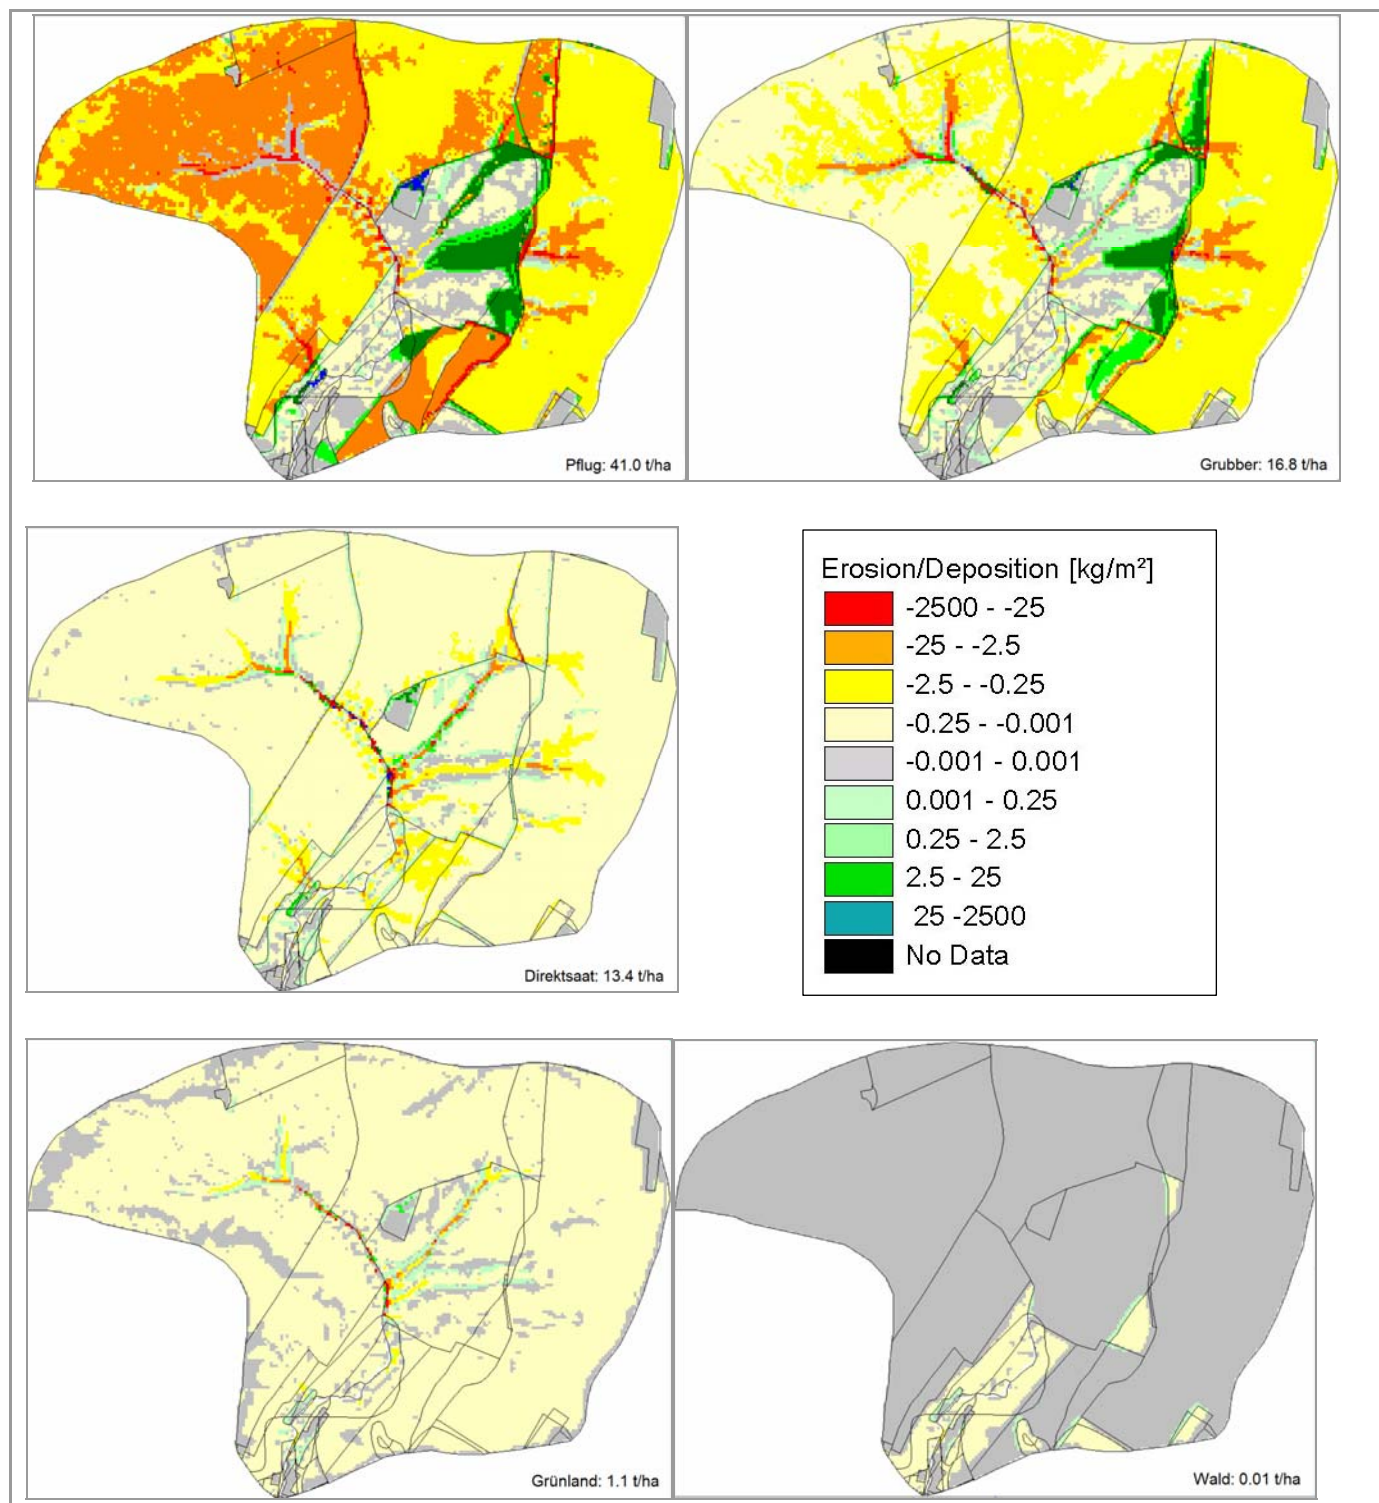 Pflug: 41.0 t/ha
Grubber: 16.8 t/ha
Erosion/Deposition [kg/m²]
-2500 - -25
-25 - -2.5
-2.5 - -0.25
-0.25 - -0.001
-0.001 - 0.001
0.001 - 0.25
0.25 - 2.5
2.5 - 25
25 -2500
No Data
Direktsaat: 13.4 t/ha
Grünland: 1.1 t/ha
Wald: 0.01 t/ha